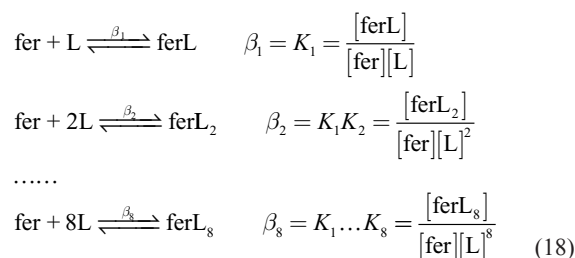 fer + L ⇌ ferL β₁ β₁ = K₁ = [ferL] / [fer][L]
fer + 2L ⇌ ferL₂ β₂ β₂ = K₁K₂ = [ferL₂] / [fer][L]²
……
fer + 8L ⇌ ferL₈ β₈ β₈ = K₁…K₈ = [ferL₈] / [fer][L]⁸ (18)